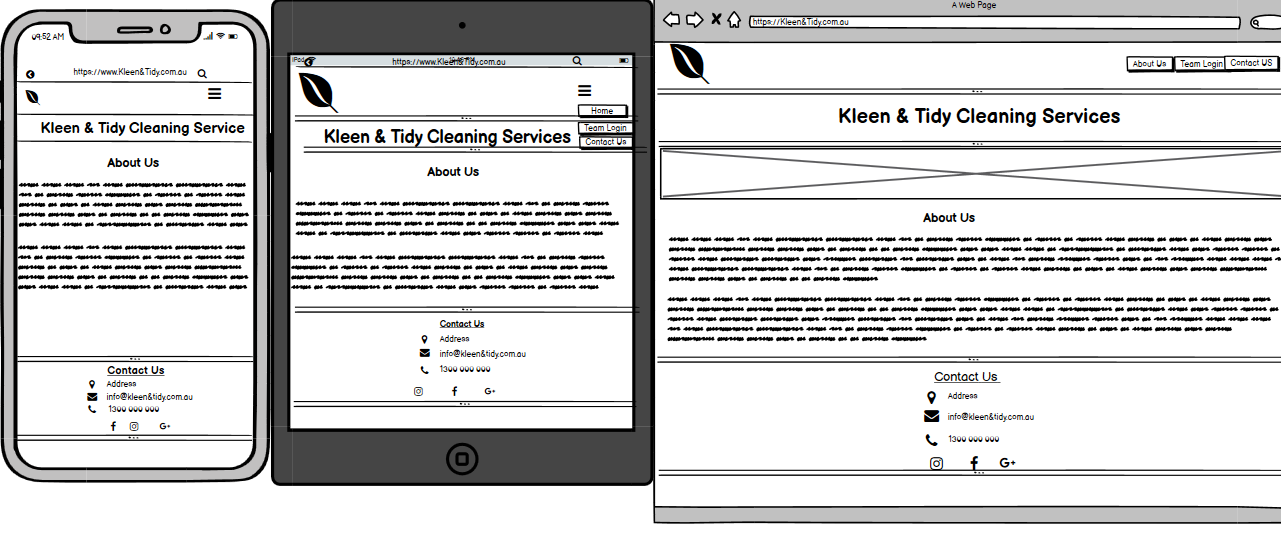 9:52 AM
https://www.Kleen&Tidy.com.au
Kleen & Tidy Cleaning Service
About Us
Contact Us
Address
info@kleen&tidy.com.au
1300 000 000
G+
iPod
https://www.Kleen&Tidy.com.au
Home
Team Login
Contact Us
Kleen & Tidy Cleaning Services
About Us
Contact Us
Address
info@kleen&tidy.com.au
1300 000 000
G+
A Web Page
https://Kleen&Tidy.com.au
About Us
Team Login
Contact US
Kleen & Tidy Cleaning Services
About Us
Contact Us
Address
info@kleen&tidy.com.au
1300 000 000
G+